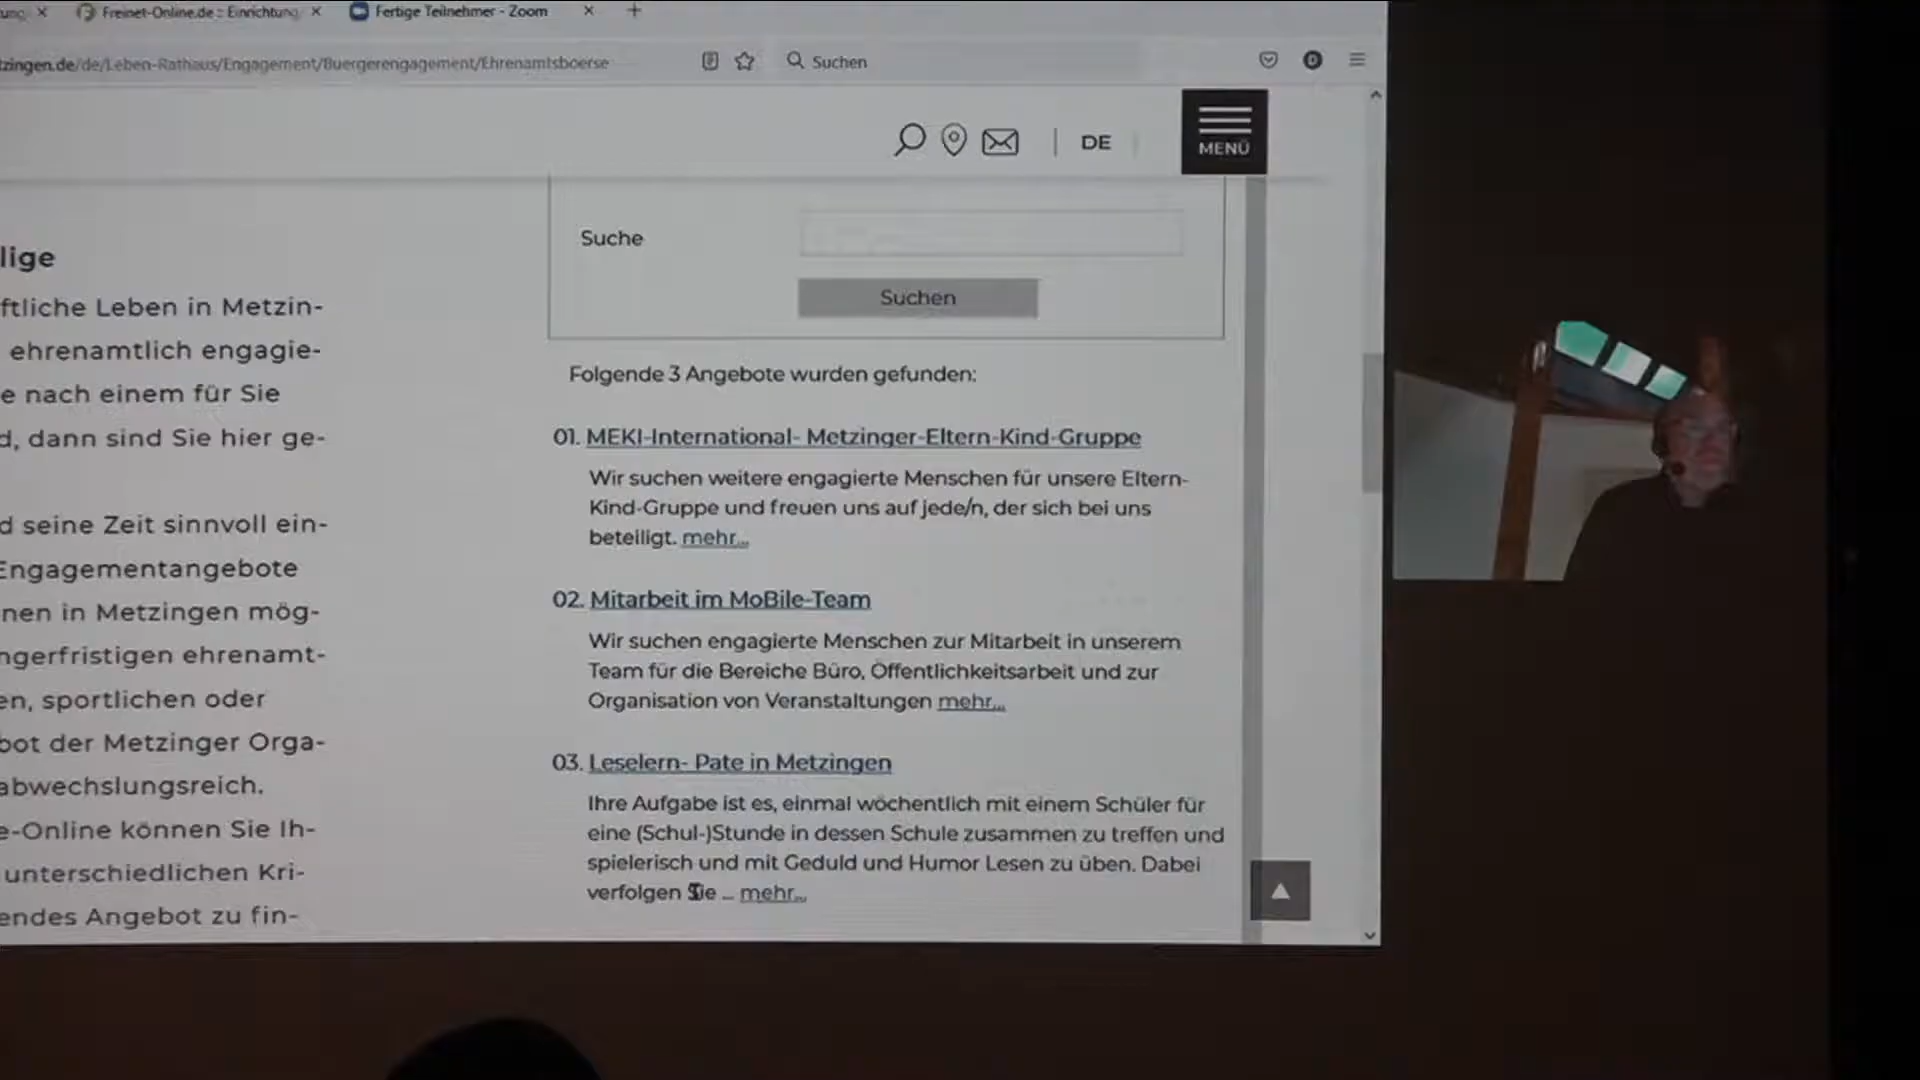 Freinet-Online.de :: Einrichtung
Fertige Teilnehmer - Zoom
zingen.de/de/Leben-Rathaus/Engagement/Buergerengagement/Ehrenamtsboerse
Suchen
DE
MENÜ
lige
ftliche Leben in Metzin-
ehrenamtlich engagie-
e nach einem für Sie
d, dann sind Sie hier ge-
d seine Zeit sinnvoll ein-
Engagementangebote
nen in Metzingen mög-
ngerfristigen ehrenamt-
en, sportlichen oder
bot der Metzinger Orga-
abwechslungsreich.
e-Online können Sie Ih-
unterschiedlichen Kri-
endes Angebot zu fin-
Suche
Suchen
Folgende 3 Angebote wurden gefunden:
01. MEKI-International- Metzinger-Eltern-Kind-Gruppe
Wir suchen weitere engagierte Menschen für unsere Eltern-
Kind-Gruppe und freuen uns auf jede/n, der sich bei uns
beteiligt. mehr...
02. Mitarbeit im MoBile-Team
Wir suchen engagierte Menschen zur Mitarbeit in unserem
Team für die Bereiche Büro, Öffentlichkeitsarbeit und zur
Organisation von Veranstaltungen mehr...
03. Leselern- Pate in Metzingen
Ihre Aufgabe ist es, einmal wöchentlich mit einem Schüler für
eine (Schul-)Stunde in dessen Schule zusammen zu treffen und
spielerisch und mit Geduld und Humor Lesen zu üben. Dabei
verfolgen Sie ... mehr...